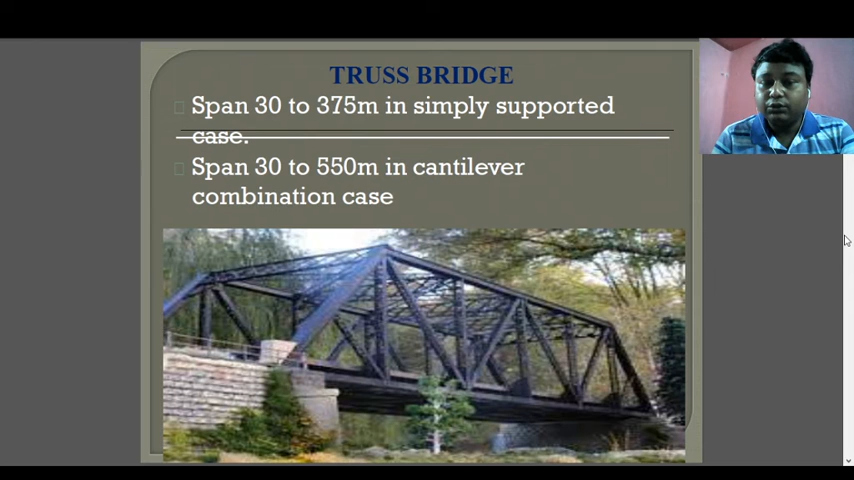 TRUSS BRIDGE
Span 30 to 375m in simply supported
case.
Span 30 to 550m in cantilever
combination case